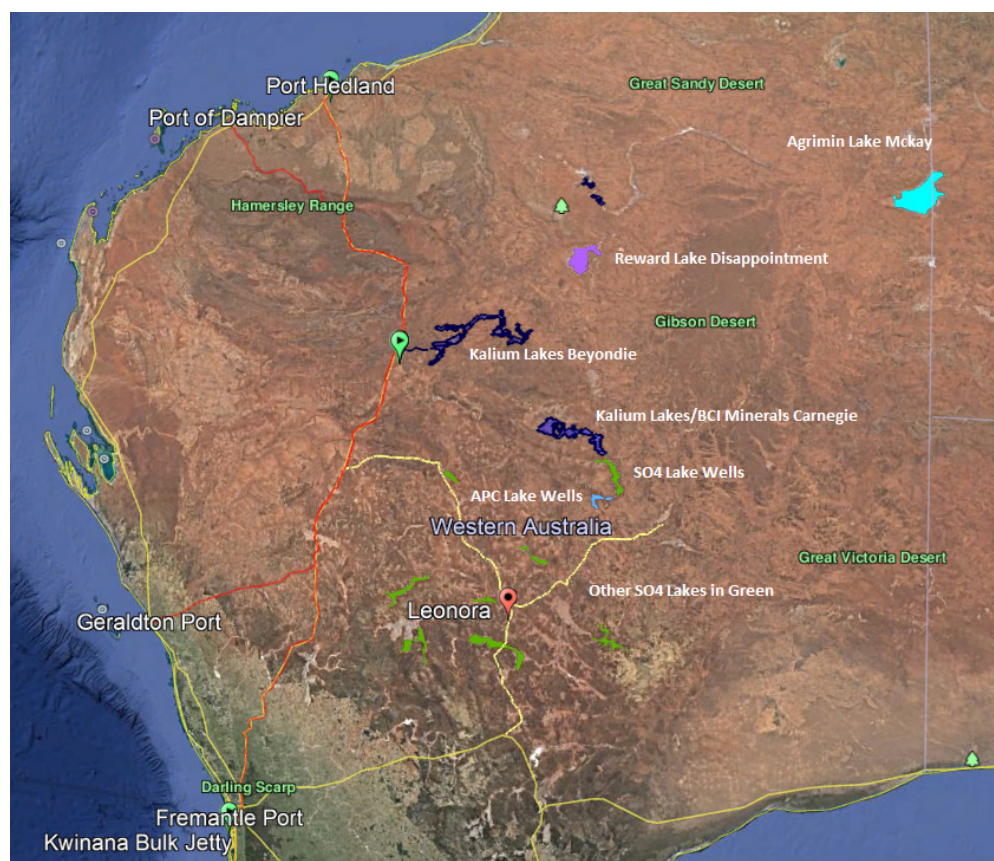 Port Hedland
Great Sandy Desert
Port of Dampier
Agrimin Lake Mckay
Hamersley Range
Reward Lake Disappointment
Gibson Desert
Kalium Lakes Beyondie
Kalium Lakes/BCI Minerals Carnegie
SO4 Lake Wells
APC Lake Wells
Western Australia
Great Victoria Desert
Other SO4 Lakes in Green
Leonora
Geraldton Port
Darling Scarp
Fremantle Port
Kwinana Bulk Jetty